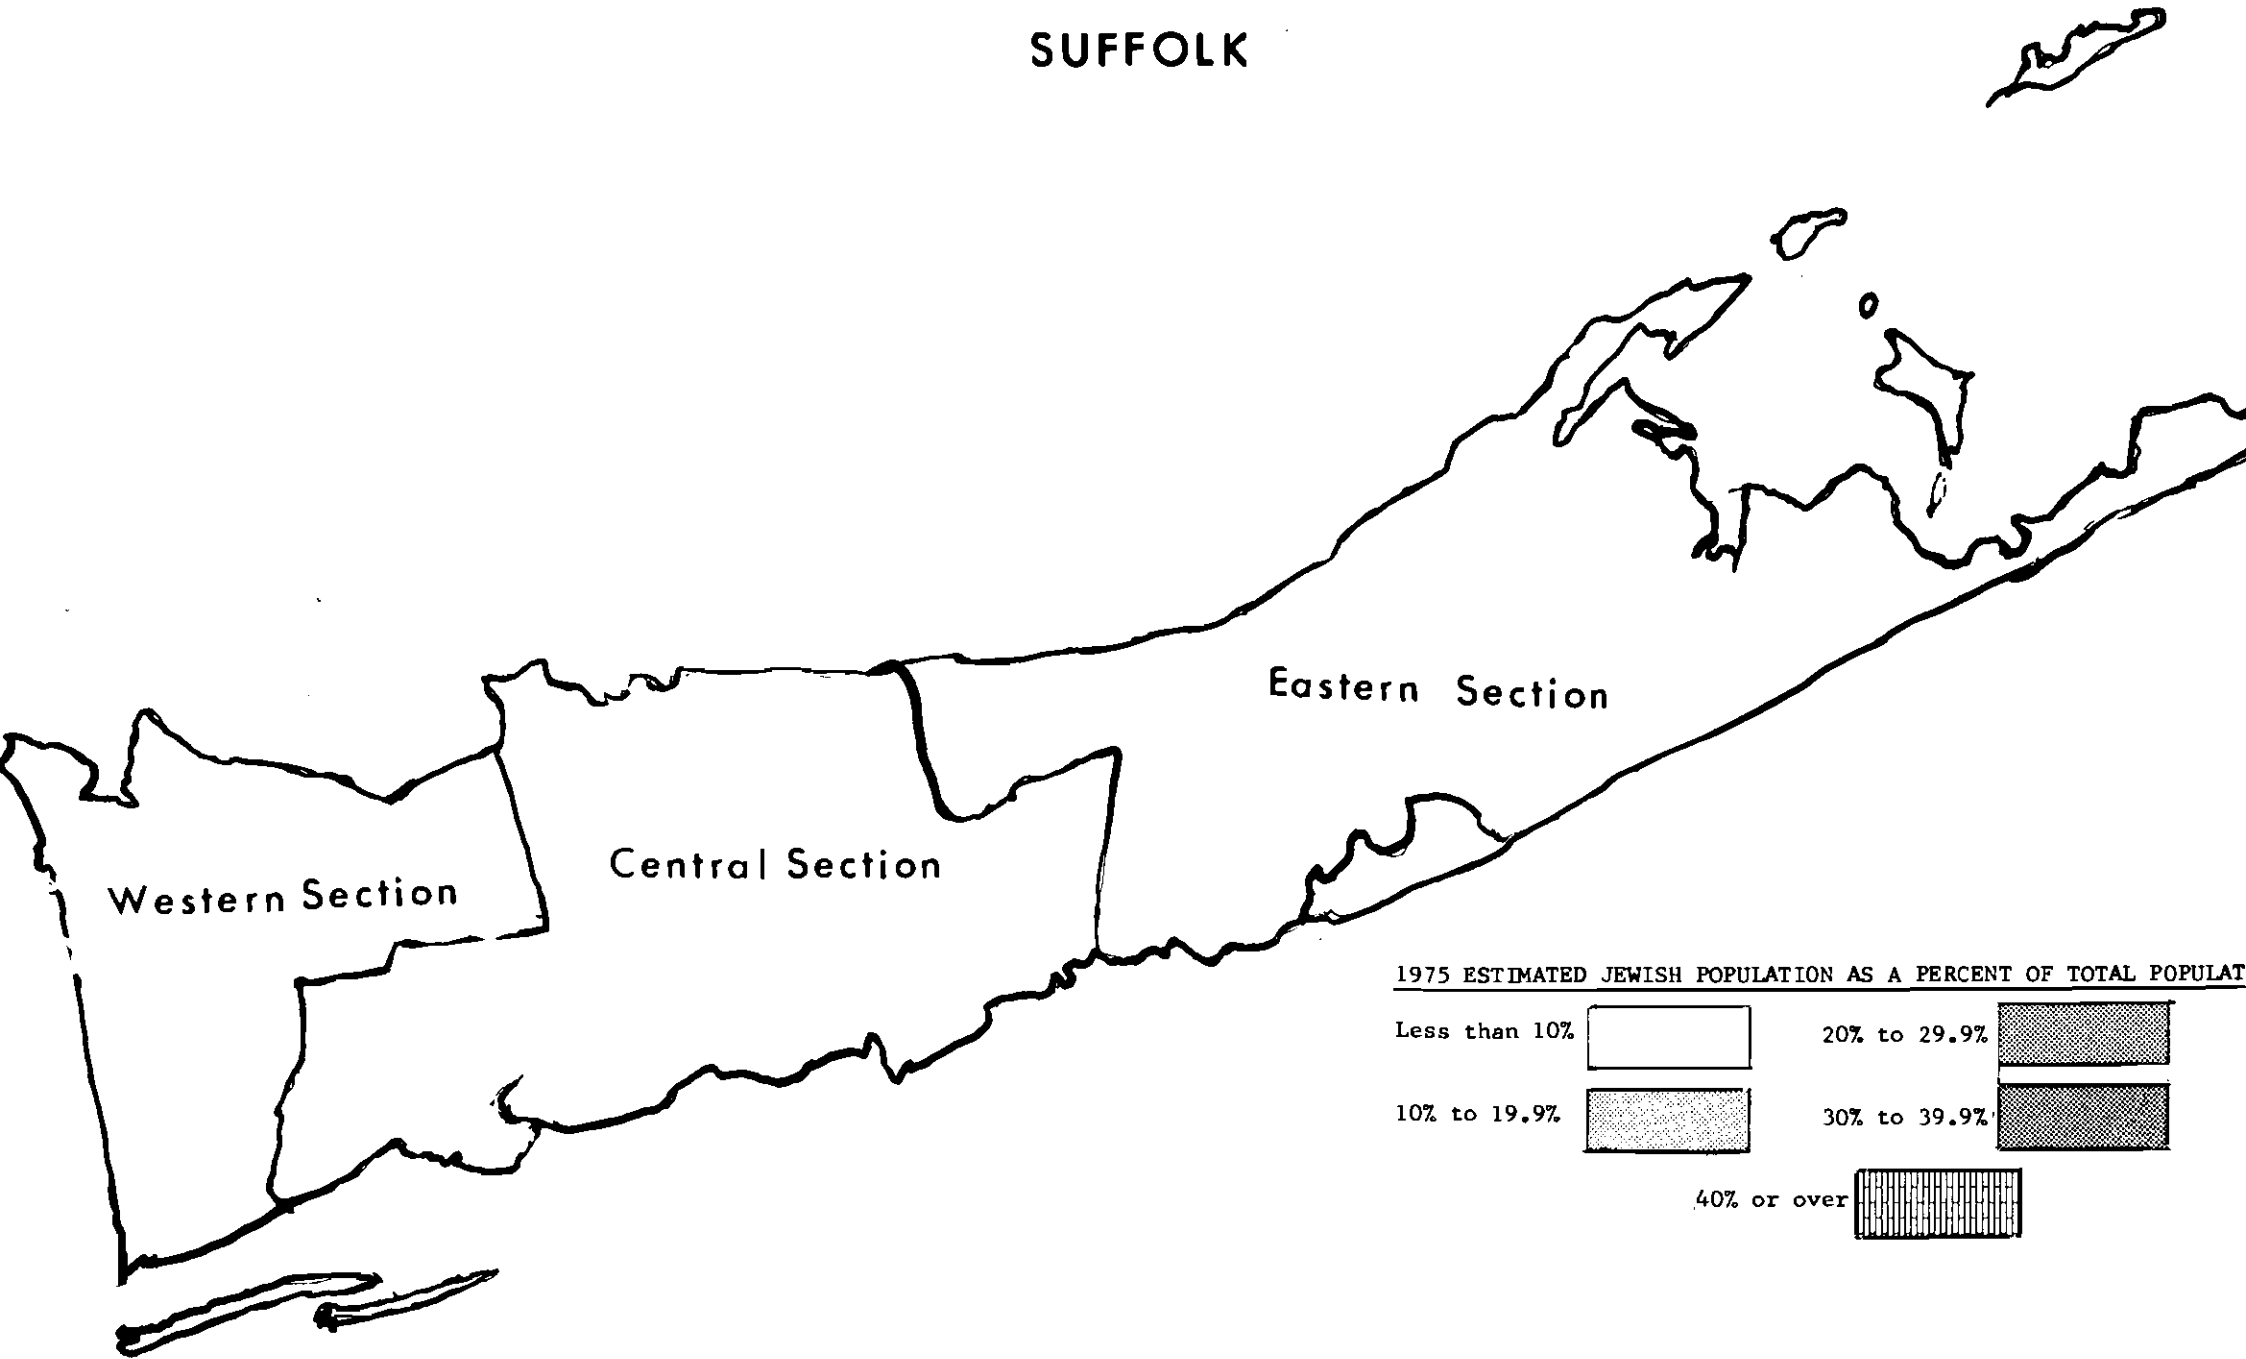 SUFFOLK
Eastern Section
Central Section
Western Section
1975 ESTIMATED JEWISH POPULATION AS A PERCENT OF TOTAL POPULAT
Less than 10%
20% to 29.9%
10% to 19.9%
30% to 39.9%
40% or over